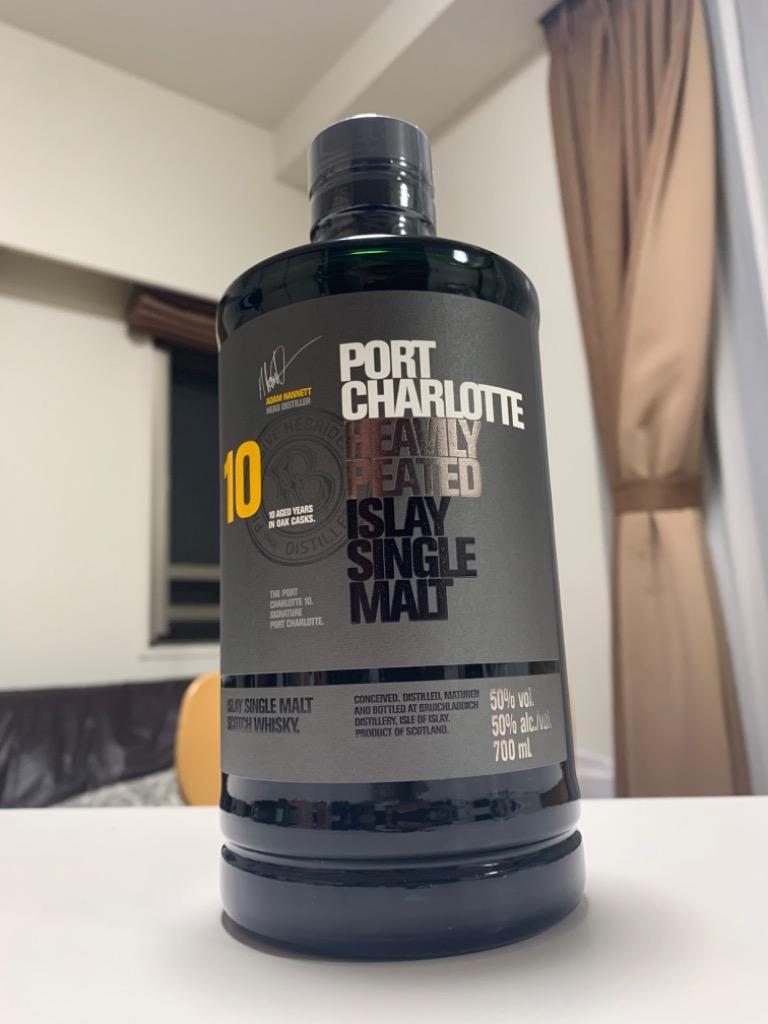 ADAM HANNETT
HEAD DISTILLER
PORT
CHARLOTTE
HEAVILY
PEATED
ISLAY
SINGLE
MALT
10
10 AGED YEARS
IN OAK CASKS.
HEBRIDE
DISTILLE
THE PORT
CHARLOTTE 10.
SIGNATURE
PORT CHARLOTTE.
ISLAY SINGLE MALT
SCOTCH WHISKY.
CONCEIVED, DISTILLED, MATURED
AND BOTTLED AT BRUICHLADDICH
DISTILLERY, ISLE OF ISLAY.
PRODUCT OF SCOTLAND.
50% vol.
50% alc./vol.
700 ml